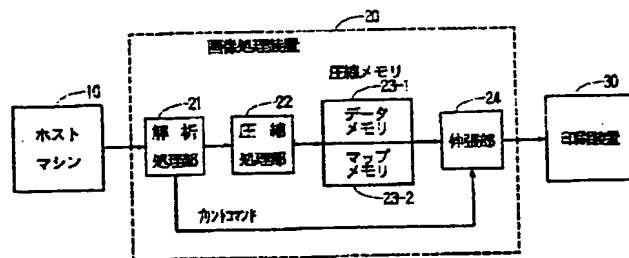 20
画像処理装置
圧縮メモリ
10
21
22
23-1
24
30
ホスト
マシン
解析
処理部
圧縮
処理部
データ
メモリ
マップ
メモリ
伸張部
印刷装置
23-2
カットコマンド